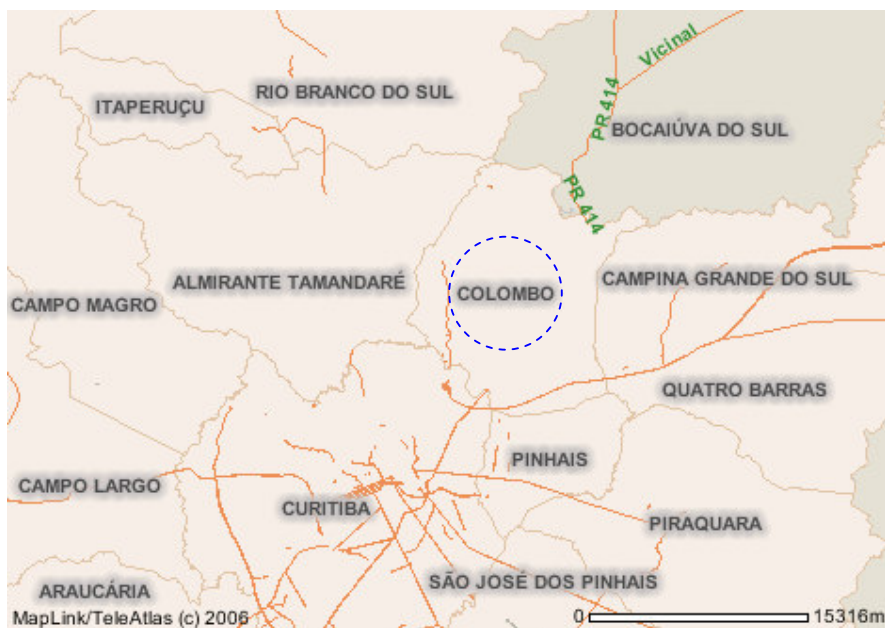 Vicinal
RIO BRANCO DO SUL
ITAPERUÇU
PR 414
BOCAIÚVA DO SUL
PR 414
ALMIRANTE TAMANDARÉ
CAMPINA GRANDE DO SUL
COLOMBO
CAMPO MAGRO
QUATRO BARRAS
PINHAIS
CAMPO LARGO
CURITIBA
PIRAQUARA
SÃO JOSÉ DOS PINHAIS
ARAUCÁRIA
MapLink/TeleAtlas (c) 2006
0 15316m